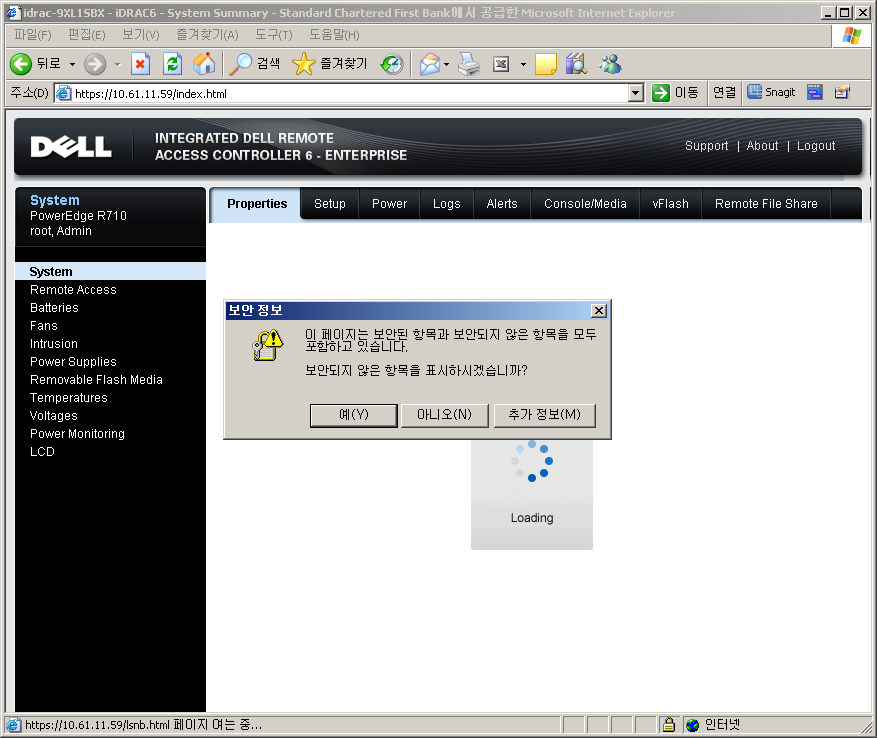 idrac-9XL1SBX - iDRAC6 - System Summary - Standard Chartered First Bank에서 공급한 Microsoft Internet Explorer
파일(F) 편집(E) 보기(V) 즐겨찾기(A) 도구(T) 도움말(H)
뒤로 검색 즐겨찾기
주소(D) https://10.61.11.59/index.html 이동 연결 Snagit
DELL
INTEGRATED DELL REMOTE
ACCESS CONTROLLER 6 - ENTERPRISE
Support | About | Logout
System
PowerEdge R710
root, Admin
Properties Setup Power Logs Alerts Console/Media vFlash Remote File Share
System
Remote Access
Batteries
Fans
Intrusion
Power Supplies
Removable Flash Media
Temperatures
Voltages
Power Monitoring
LCD
보안 정보
이 페이지는 보안된 항목과 보안되지 않은 항목을 모두
포함하고 있습니다.
보안되지 않은 항목을 표시하시겠습니까?
예(Y) 아니오(N) 추가 정보(M)
Loading
https://10.61.11.59/lsnb.html 페이지 여는 중... 인터넷